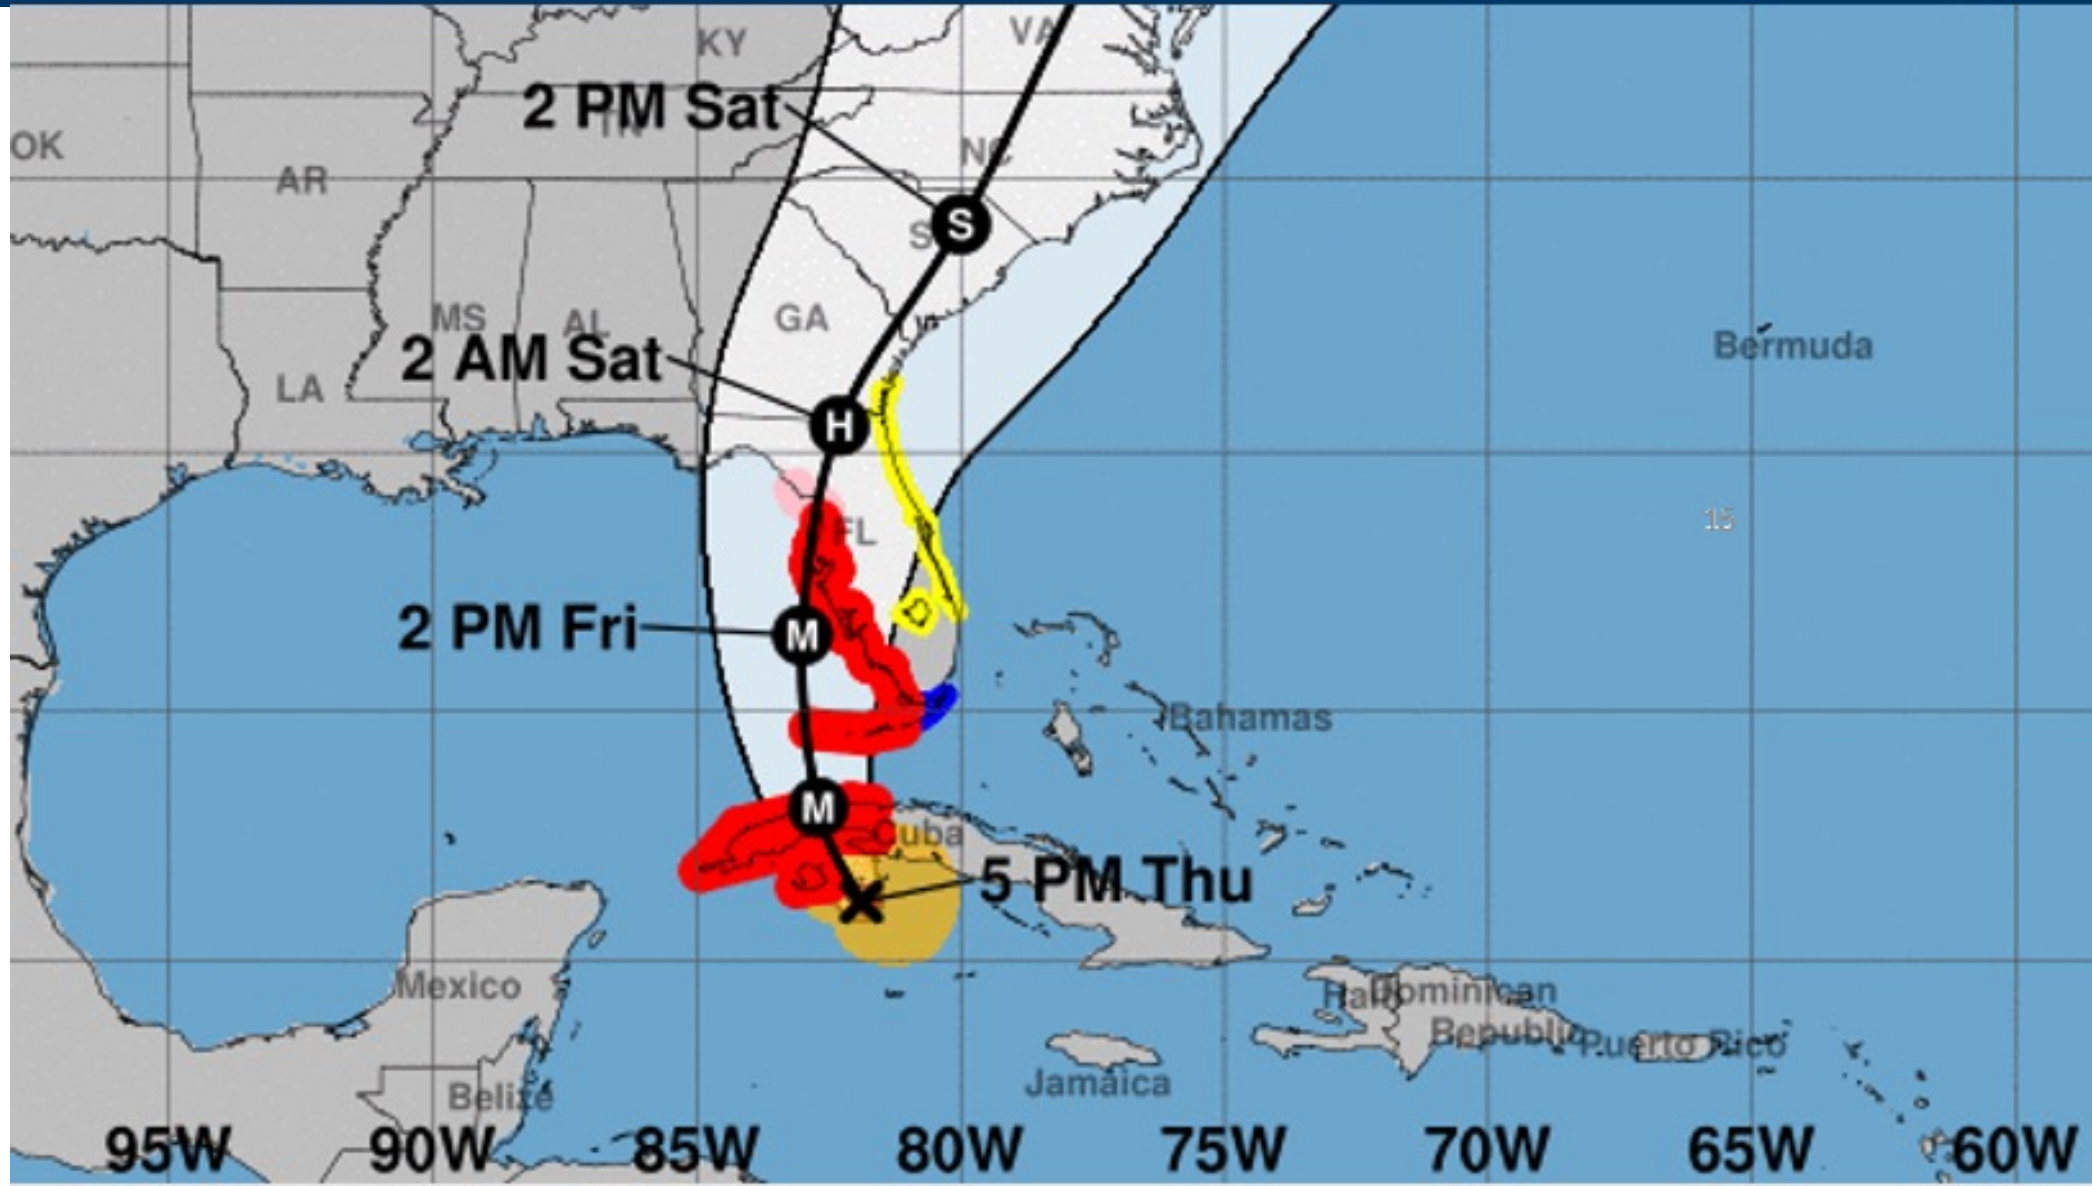 KY
VA
2 PM Sat
TN
OK
NC
AR
S
S
GA
MS
AL
Bermuda
2 AM Sat
LA
H
15
FL
2 PM Fri
M
Bahamas
M
Cuba
5 PM Thu
Mexico
Haiti
Dominican
Republic
Puerto Rico
Jamaica
Belize
95W 90W 85W 80W 75W 70W 65W 60W